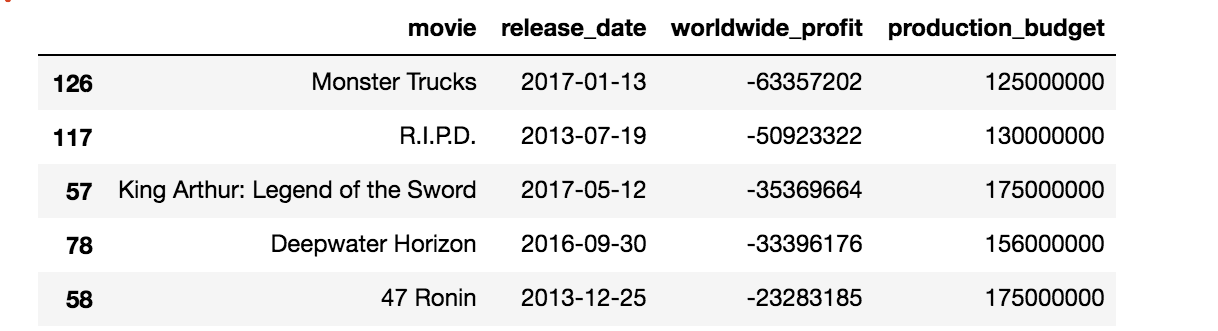 movie release_date worldwide_profit production_budget
126 Monster Trucks 2017-01-13 -63357202 125000000
117 R.I.P.D. 2013-07-19 -50923322 130000000
57 King Arthur: Legend of the Sword 2017-05-12 -35369664 175000000
78 Deepwater Horizon 2016-09-30 -33396176 156000000
58 47 Ronin 2013-12-25 -23283185 175000000